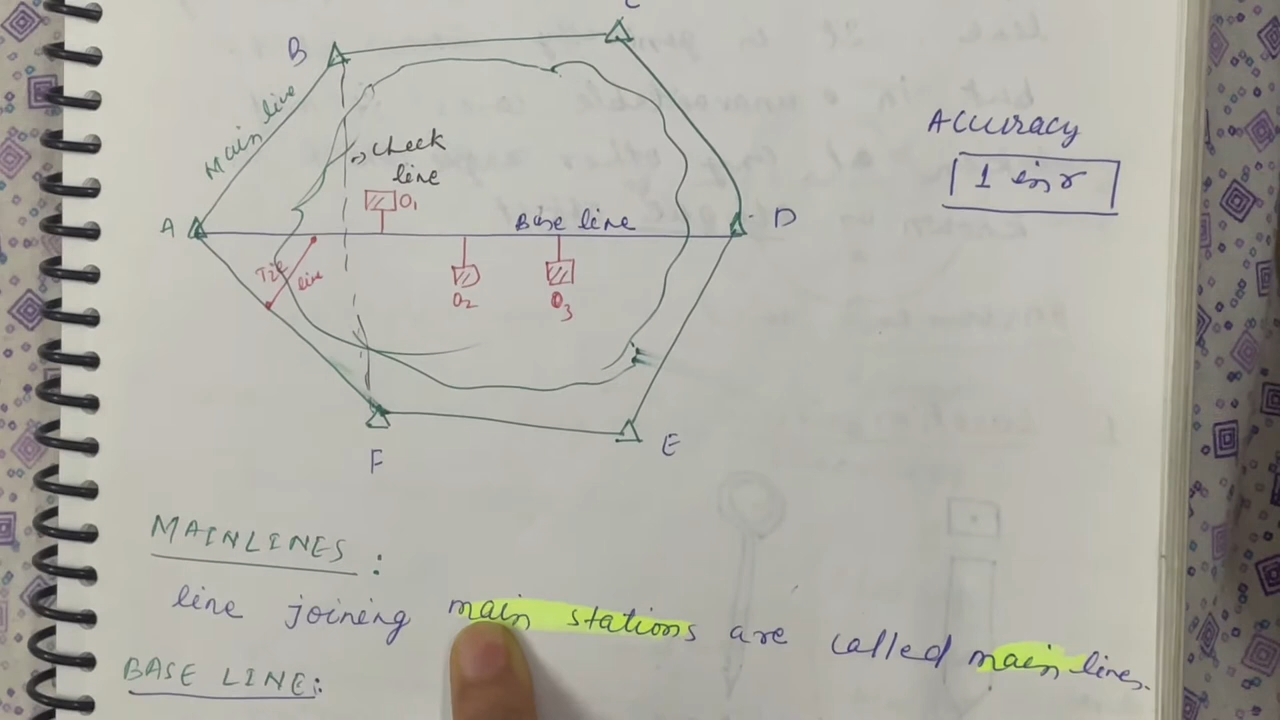 C
B
Main line
Check
line
O1
A
Base line
D
Tie
line
O2
O3
F
E
Accuracy
1 in r
MAINLINES :
line joining main stations are called main lines.
BASE LINE: